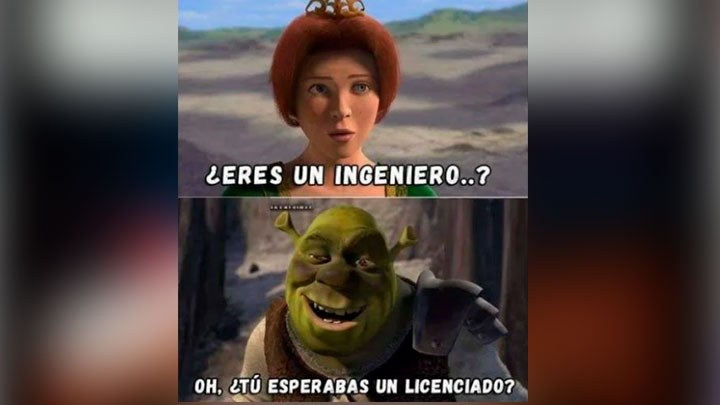 ¿ERES UN INGENIERO..?
OH, ¿TÚ ESPERABAS UN LICENCIADO?